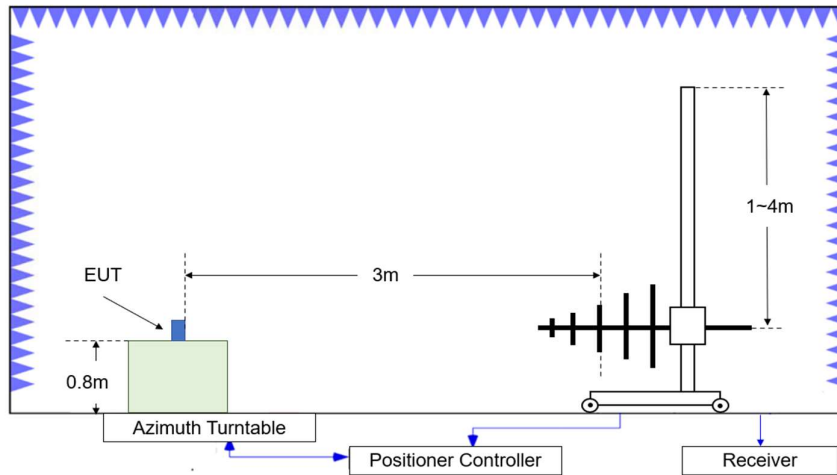 1~4m
EUT
3m
0.8m
Azimuth Turntable
Positioner Controller
Receiver